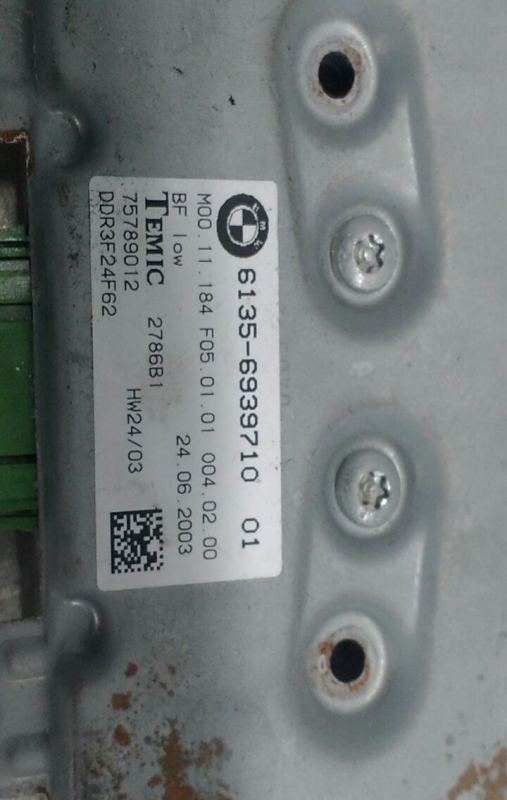 BMW
6135-6939710 01
M00.11.184 F05.01.01 004.02.00
BF low 24.06.2003
TEMIC 2786B1
75789012 HW24/03
DDR3F24F62